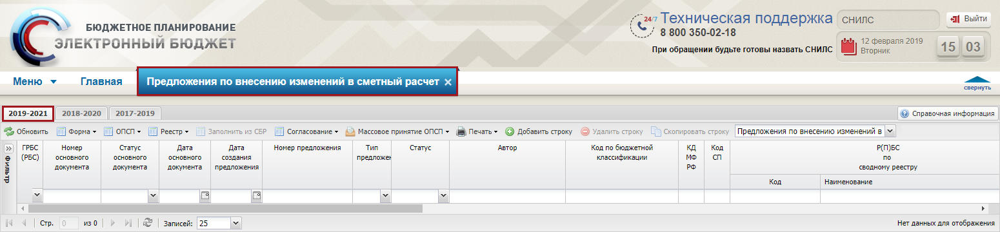 БЮДЖЕТНОЕ ПЛАНИРОВАНИЕ
ЭЛЕКТРОННЫЙ БЮДЖЕТ
24/7 Техническая поддержка
8 800 350-02-18
При обращении будьте готовы назвать СНИЛС
СНИЛС
Выйти
12 февраля 2019
Вторник
15 03
Меню Главная Предложения по внесению изменений в сметный расчет
свернуть
2019-2021 2018-2020 2017-2019 Справочная информация
Обновить Форма ОПСП Реестр Заполнить из СБР Согласование Массовое принятие ОПСП Печать Добавить строку Удалить строку Скопировать строку Предложения по внесению изменений в
Фильтр
ГРБС
(РБС)
Номер
основного
документа
Статус
основного
документа
Дата
основного
документа
Дата
создания
предложения
Номер предложения
Тип
предложен
Статус
Автор
Код по бюджетной
классификации
КД
МФ
РФ
Код
СП
Р(П)БС
по
сводному реестру
Код Наименование
Стр. 0 из 0 Записей: 25 Нет данных для отображения